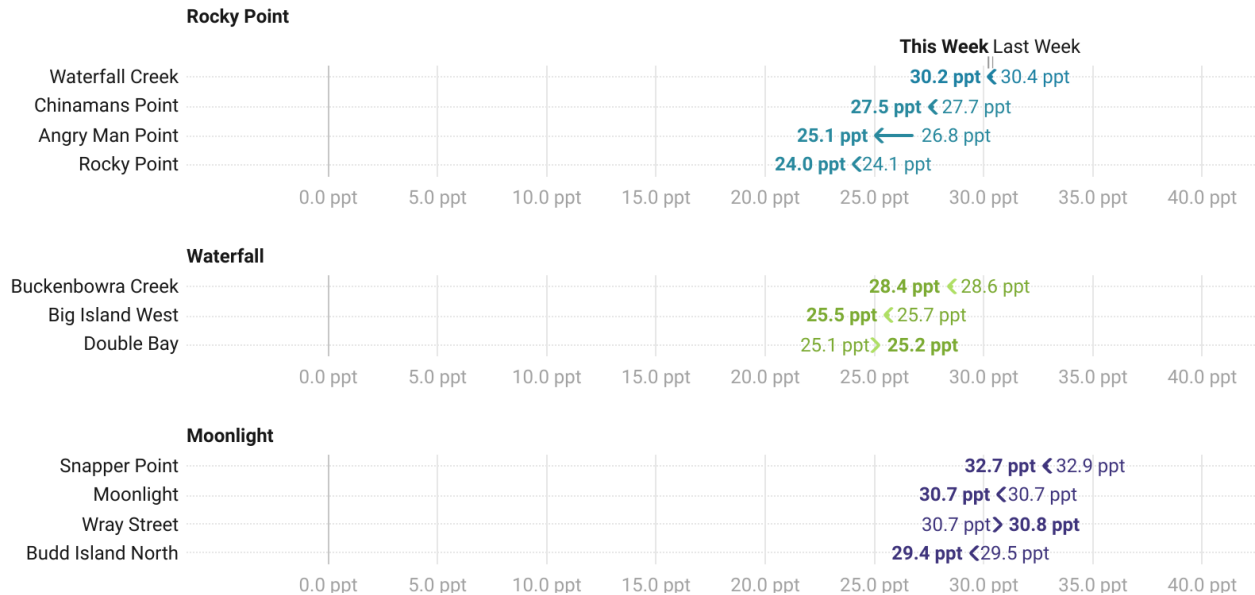 Rocky Point
This Week Last Week
Waterfall Creek 30.2 ppt 30.4 ppt
Chinamans Point 27.5 ppt 27.7 ppt
Angry Man Point 25.1 ppt 26.8 ppt
Rocky Point 24.0 ppt 24.1 ppt
0.0 ppt 5.0 ppt 10.0 ppt 15.0 ppt 20.0 ppt 25.0 ppt 30.0 ppt 35.0 ppt 40.0 ppt
Waterfall
Buckenbowra Creek 28.4 ppt 28.6 ppt
Big Island West 25.5 ppt 25.7 ppt
Double Bay 25.1 ppt 25.2 ppt
0.0 ppt 5.0 ppt 10.0 ppt 15.0 ppt 20.0 ppt 25.0 ppt 30.0 ppt 35.0 ppt 40.0 ppt
Moonlight
Snapper Point 32.7 ppt 32.9 ppt
Moonlight 30.7 ppt 30.7 ppt
Wray Street 30.7 ppt 30.8 ppt
Budd Island North 29.4 ppt 29.5 ppt
0.0 ppt 5.0 ppt 10.0 ppt 15.0 ppt 20.0 ppt 25.0 ppt 30.0 ppt 35.0 ppt 40.0 ppt